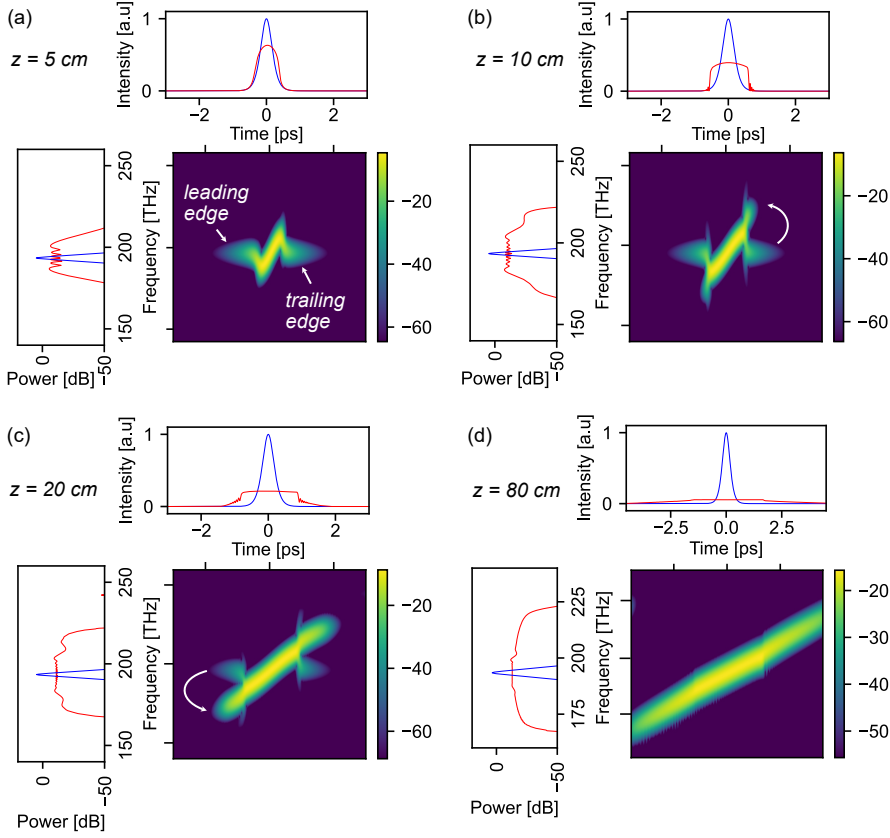 (a)
z = 5 cm
Intensity [a.u]
1
0
−2
0
2
Time [ps]
Frequency [THz]
250
200
150
Power [dB]
0
−50
leading
edge
trailing
edge
−20
−40
−60
(b)
z = 10 cm
Intensity [a.u]
1
0
−2
0
2
Time [ps]
Frequency [THz]
250
200
150
Power [dB]
0
−50
−20
−40
−60
(c)
z = 20 cm
Intensity [a.u]
1
0
−2
0
2
Time [ps]
Frequency [THz]
250
200
150
Power [dB]
0
−50
−20
−40
−60
(d)
z = 80 cm
Intensity [a.u]
1
0
−2.5
0.0
2.5
Time [ps]
Frequency [THz]
225
200
175
Power [dB]
0
−50
−20
−30
−40
−50